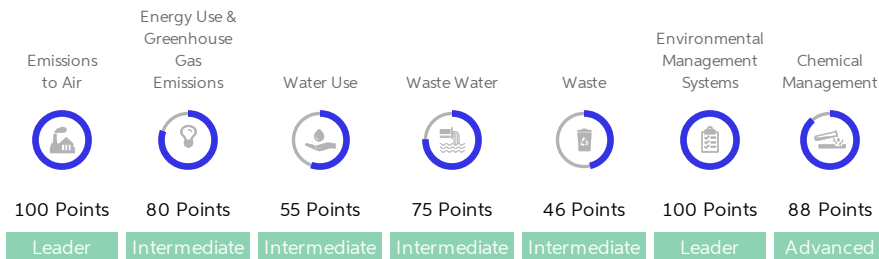 Emissions
to Air
100 Points
Leader
Energy Use &
Greenhouse
Gas
Emissions
80 Points
Intermediate
Water Use
55 Points
Intermediate
Waste Water
75 Points
Intermediate
Waste
46 Points
Intermediate
Environmental
Management
Systems
100 Points
Leader
Chemical
Management
88 Points
Advanced